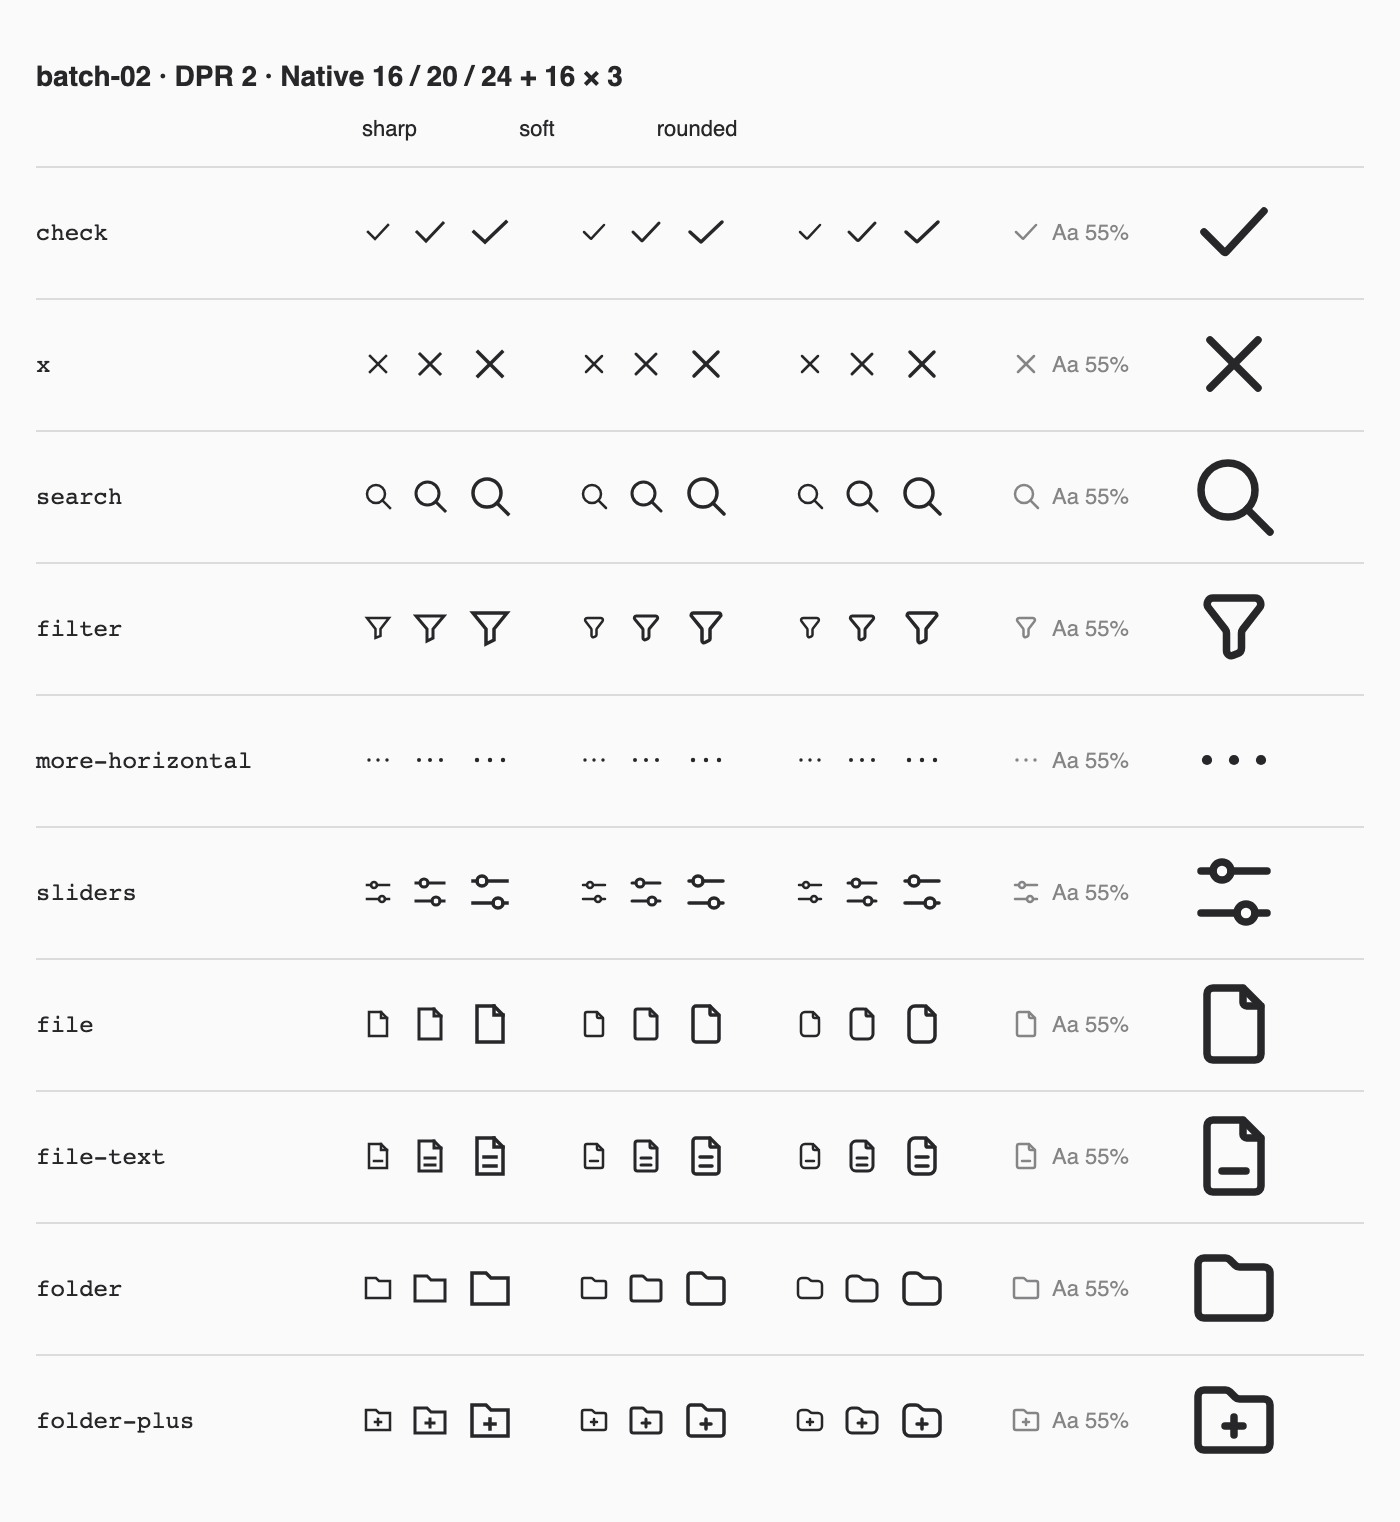 batch-02 · DPR 2 · Native 16 / 20 / 24 + 16 × 3
sharp soft rounded
check Aa 55%
x Aa 55%
search Aa 55%
filter Aa 55%
more-horizontal Aa 55%
sliders Aa 55%
file Aa 55%
file-text Aa 55%
folder Aa 55%
folder-plus Aa 55%